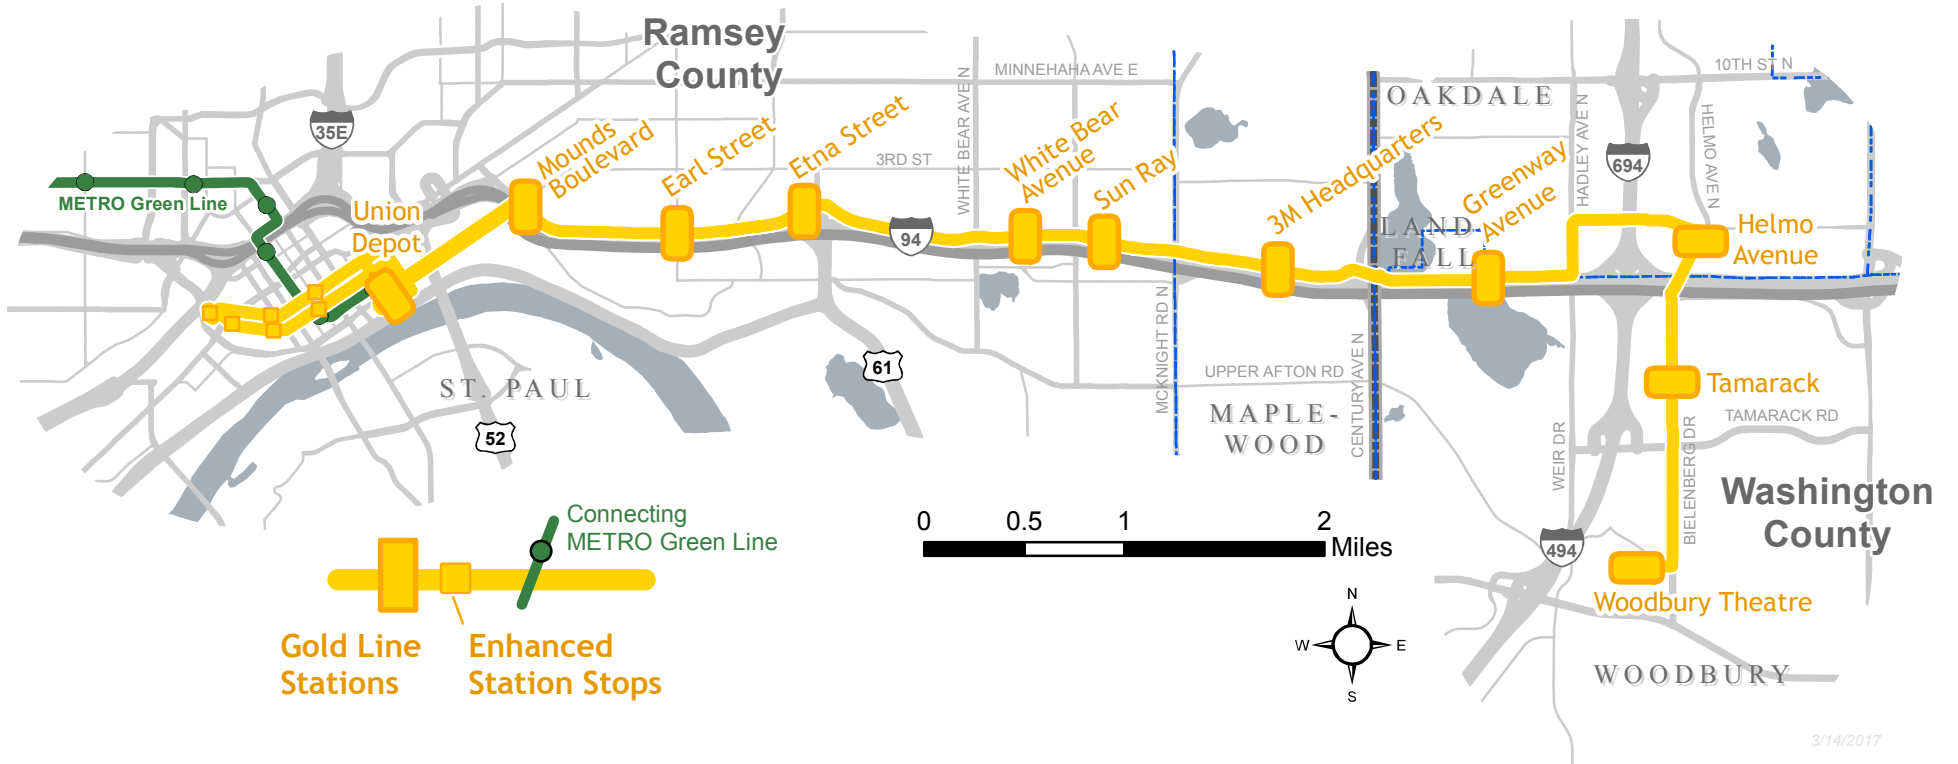 Ramsey
County
MINNEHAHA AVE E
10TH ST N
OAKDALE
35E
Mounds
Boulevard
Earl Street
Etna Street
3RD ST
WHITE BEAR AVE N
White Bear
Avenue
Sun Ray
3M Headquarters
Greenway
Avenue
HADLEY AVE N
694
HELMO AVE N
METRO Green Line
Union
Depot
94
LAND-
FALL
Helmo
Avenue
MCKNIGHT RD N
61
UPPER AFTON RD
CENTURY AVE N
ST. PAUL
52
MAPLE-
WOOD
WEIR DR
Tamarack
TAMARACK RD
BIELENBERG DR
Washington
County
Connecting
METRO Green Line
0 0.5 1 2
Miles
494
Woodbury Theatre
N
W E
S
Gold Line
Stations
Enhanced
Station Stops
WOODBURY
3/14/2017